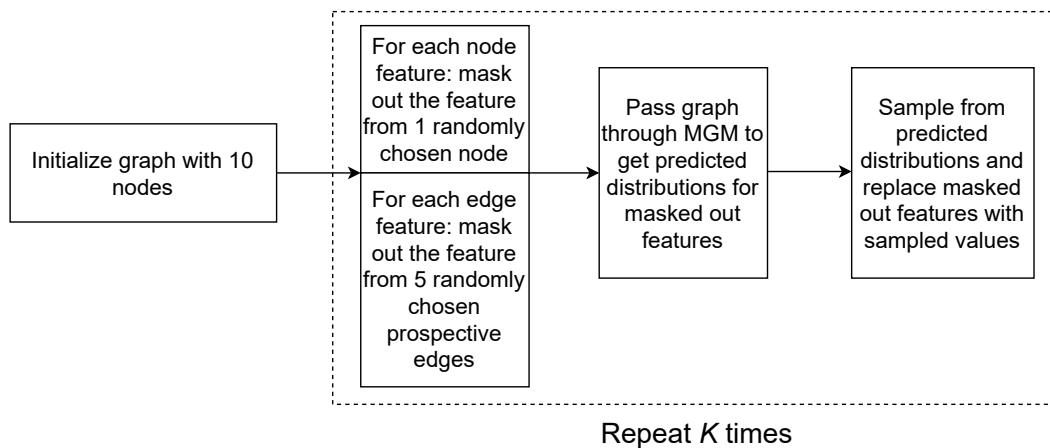 Initialize graph with 10
nodes
For each node
feature: mask
out the feature
from 1 randomly
chosen node
For each edge
feature: mask
out the feature
from 5 randomly
chosen
prospective
edges
Pass graph
through MGM to
get predicted
distributions for
masked out
features
Sample from
predicted
distributions and
replace masked
out features with
sampled values
Repeat K times